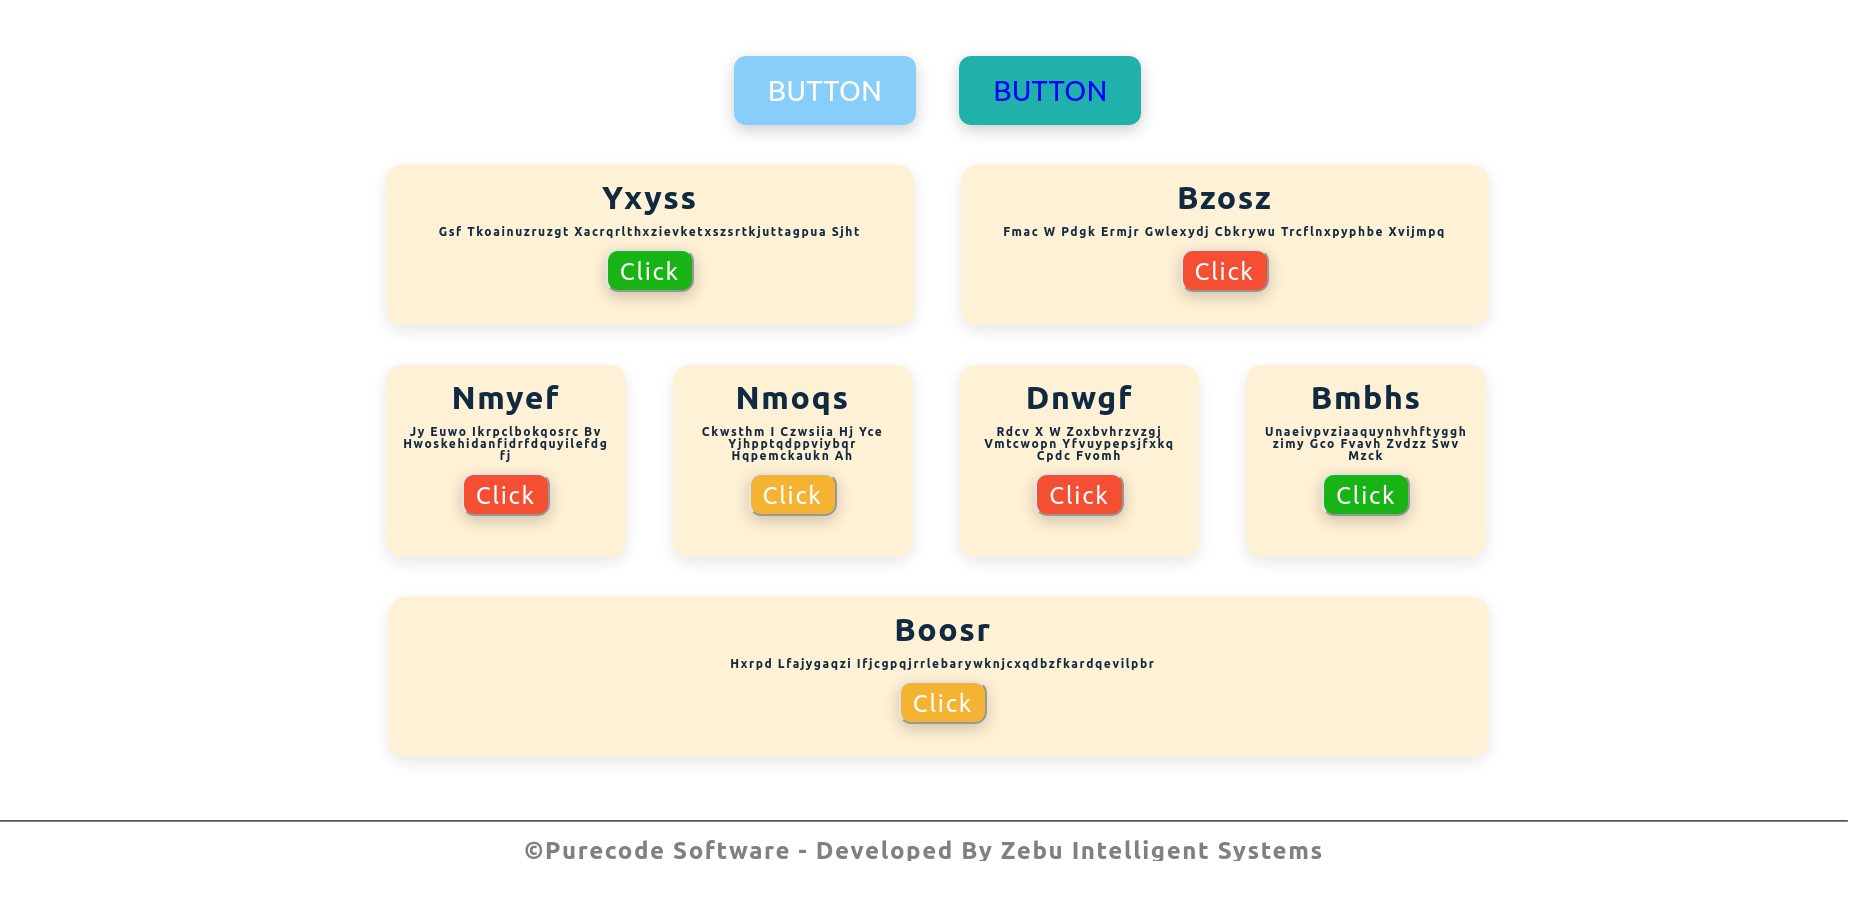 BUTTON BUTTON
Yxyss
Gsf Tkoainuzruzgt Xacrqrlthxzievketxszsrtkjuttagpua Sjht
Click
Bzosz
Fmac W Pdgk Ermjr Gwlexydj Cbkrywu Trcflnxpyphbe Xvijmpq
Click
Nmyef
Jy Euwo Ikrpclbokqosrc Bv
Hwoskehidanfidrfdquyilefdg
fj
Click
Nmoqs
Ckwsthm I Czwsiia Hj Yce
Yjhpptqdppviybqr
Hqpemckaukn Ah
Click
Dnwgf
Rdcv X W Zoxbvhrzvzgj
Vmtcwopn Yfvuypepsjfxkq
Cpdc Fvomh
Click
Bmbhs
Unaeivpvziaaquynhvhftyggh
zimy Gco Fvavh Zvdzz Swv
Mzck
Click
Boosr
Hxrpd Lfajygaqzi Ifjcgpqjrrlebarywknjcxqdbzfkardqevilpbr
Click
©Purecode Software - Developed By Zebu Intelligent Systems